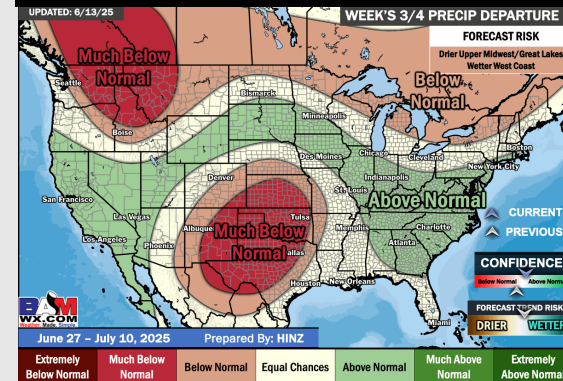 UPDATED: 6/13/25
WEEK'S 3/4 PRECIP DEPARTURE
FORECAST RISK
Drier Upper Midwest/Great Lakes
Wetter West Coast
Much Below
Normal
Seattle
Below
Normal
Bismarck
Minneapolis
Boise
Boston
Chicago
Cleveland
Des Moines
New York City
Denver
Indianapolis
St. Louis
San Francisco
Above Normal
Las Vegas
CURRENT
Tulsa
Albuque
Much Below
Normal
Memphis
Charlotte
PREVIOUS
Los Angeles
Phoenix
Atlanta
allas
CONFIDENCE
Below Normal
Above Norm
Houston
New Orleans
BAM
WX.COM
Weather. Made. Simple.
Miami
FORECAST TREND RISK
DRIER
WETTE
June 27 – July 10, 2025
Prepared By: HINZ
Extremely
Below Normal
Much Below
Normal
Below Normal
Equal Chances
Above Normal
Much Above
Normal
Extremely
Above Normal